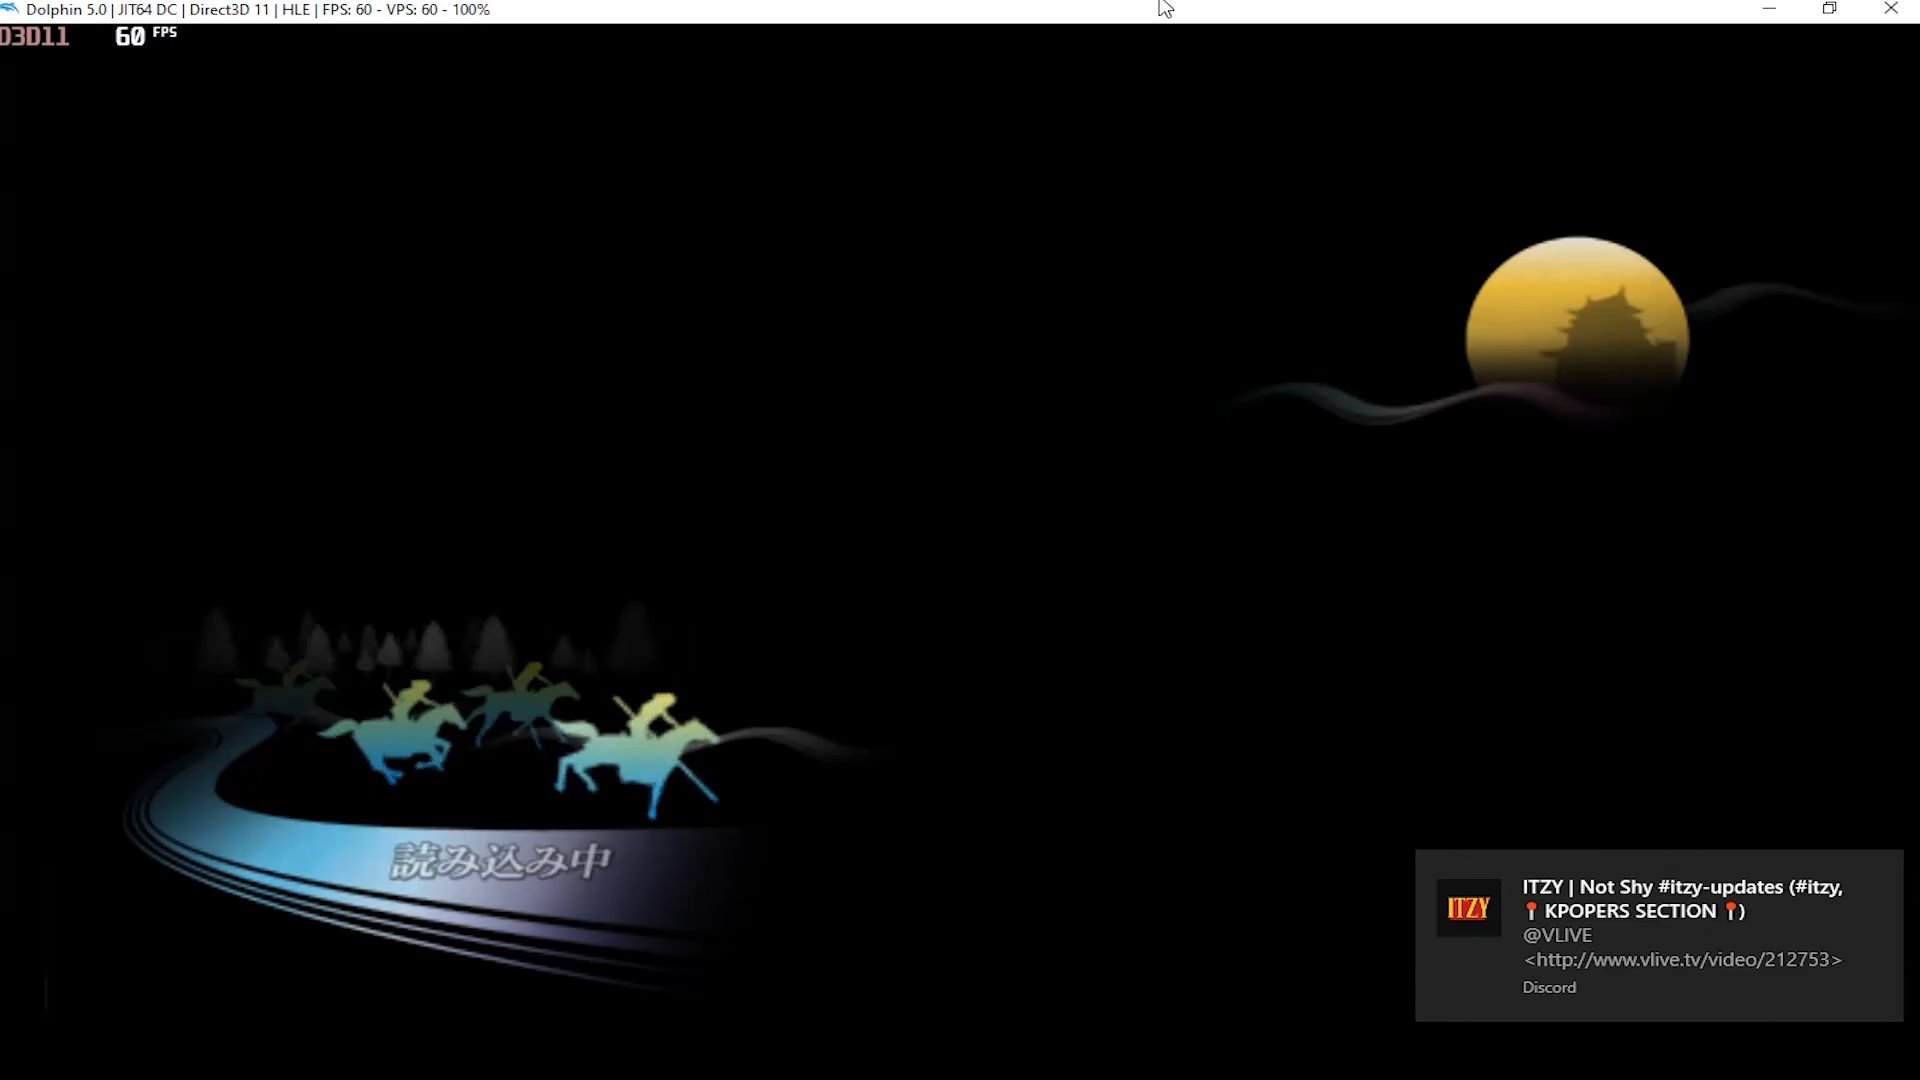 Dolphin 5.0 | JIT64 DC | Direct3D 11 | HLE | FPS: 60 - VPS: 60 - 100%
D3D11 60 FPS
読み込み中
ITZY
ITZY | Not Shy #itzy-updates (#itzy,
📍 KPOPERS SECTION 📍)
@VLIVE
<http://www.vlive.tv/video/212753>
Discord